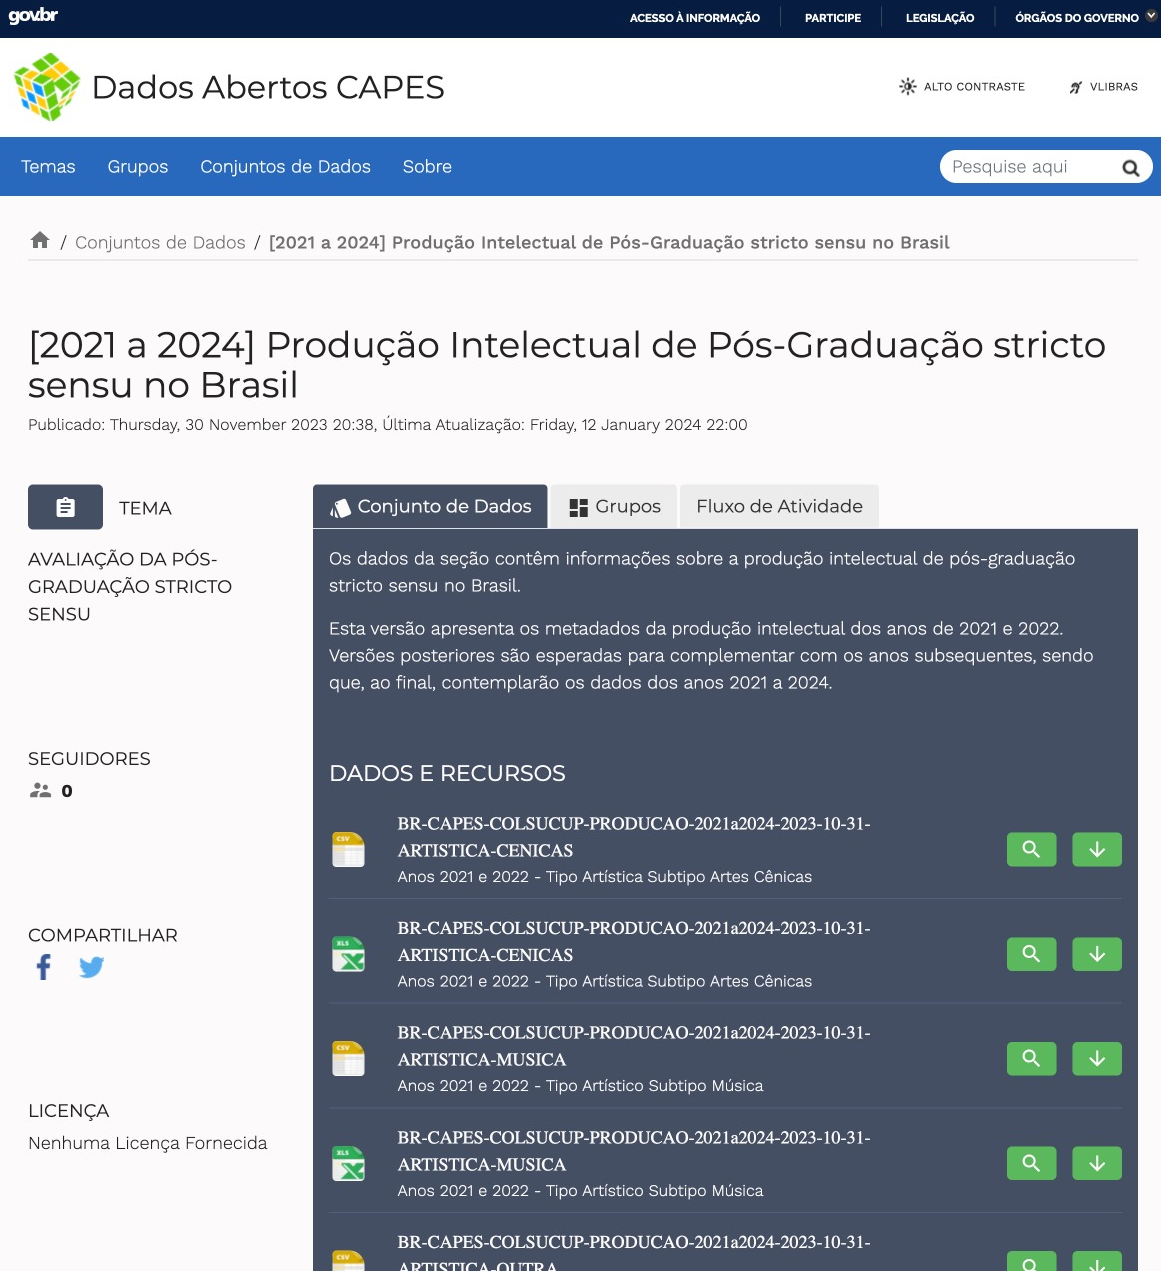 gov.br
ACESSO À INFORMAÇÃO
PARTICIPE
LEGISLAÇÃO
ÓRGÃOS DO GOVERNO
Dados Abertos CAPES
ALTO CONTRASTE
VLIBRAS
Temas
Grupos
Conjuntos de Dados
Sobre
Pesquise aqui
/ Conjuntos de Dados / [2021 a 2024] Produção Intelectual de Pós-Graduação stricto sensu no Brasil
[2021 a 2024] Produção Intelectual de Pós-Graduação stricto
sensu no Brasil
Publicado: Thursday, 30 November 2023 20:38, Última Atualização: Friday, 12 January 2024 22:00
TEMA
AVALIAÇÃO DA PÓS-
GRADUAÇÃO STRICTO
SENSU
SEGUIDORES
0
COMPARTILHAR
LICENÇA
Nenhuma Licença Fornecida
Conjunto de Dados
Grupos
Fluxo de Atividade
Os dados da seção contêm informações sobre a produção intelectual de pós-graduação
stricto sensu no Brasil.
Esta versão apresenta os metadados da produção intelectual dos anos de 2021 e 2022.
Versões posteriores são esperadas para complementar com os anos subsequentes, sendo
que, ao final, contemplarão os dados dos anos 2021 a 2024.
DADOS E RECURSOS
CSV
BR-CAPES-COLSUCUP-PRODUCAO-2021a2024-2023-10-31-
ARTISTICA-CENICAS
Anos 2021 e 2022 - Tipo Artística Subtipo Artes Cênicas
XLS
BR-CAPES-COLSUCUP-PRODUCAO-2021a2024-2023-10-31-
ARTISTICA-CENICAS
Anos 2021 e 2022 - Tipo Artística Subtipo Artes Cênicas
CSV
BR-CAPES-COLSUCUP-PRODUCAO-2021a2024-2023-10-31-
ARTISTICA-MUSICA
Anos 2021 e 2022 - Tipo Artístico Subtipo Música
XLS
BR-CAPES-COLSUCUP-PRODUCAO-2021a2024-2023-10-31-
ARTISTICA-MUSICA
Anos 2021 e 2022 - Tipo Artístico Subtipo Música
CSV
BR-CAPES-COLSUCUP-PRODUCAO-2021a2024-2023-10-31-
ARTISTICA-OUTRA